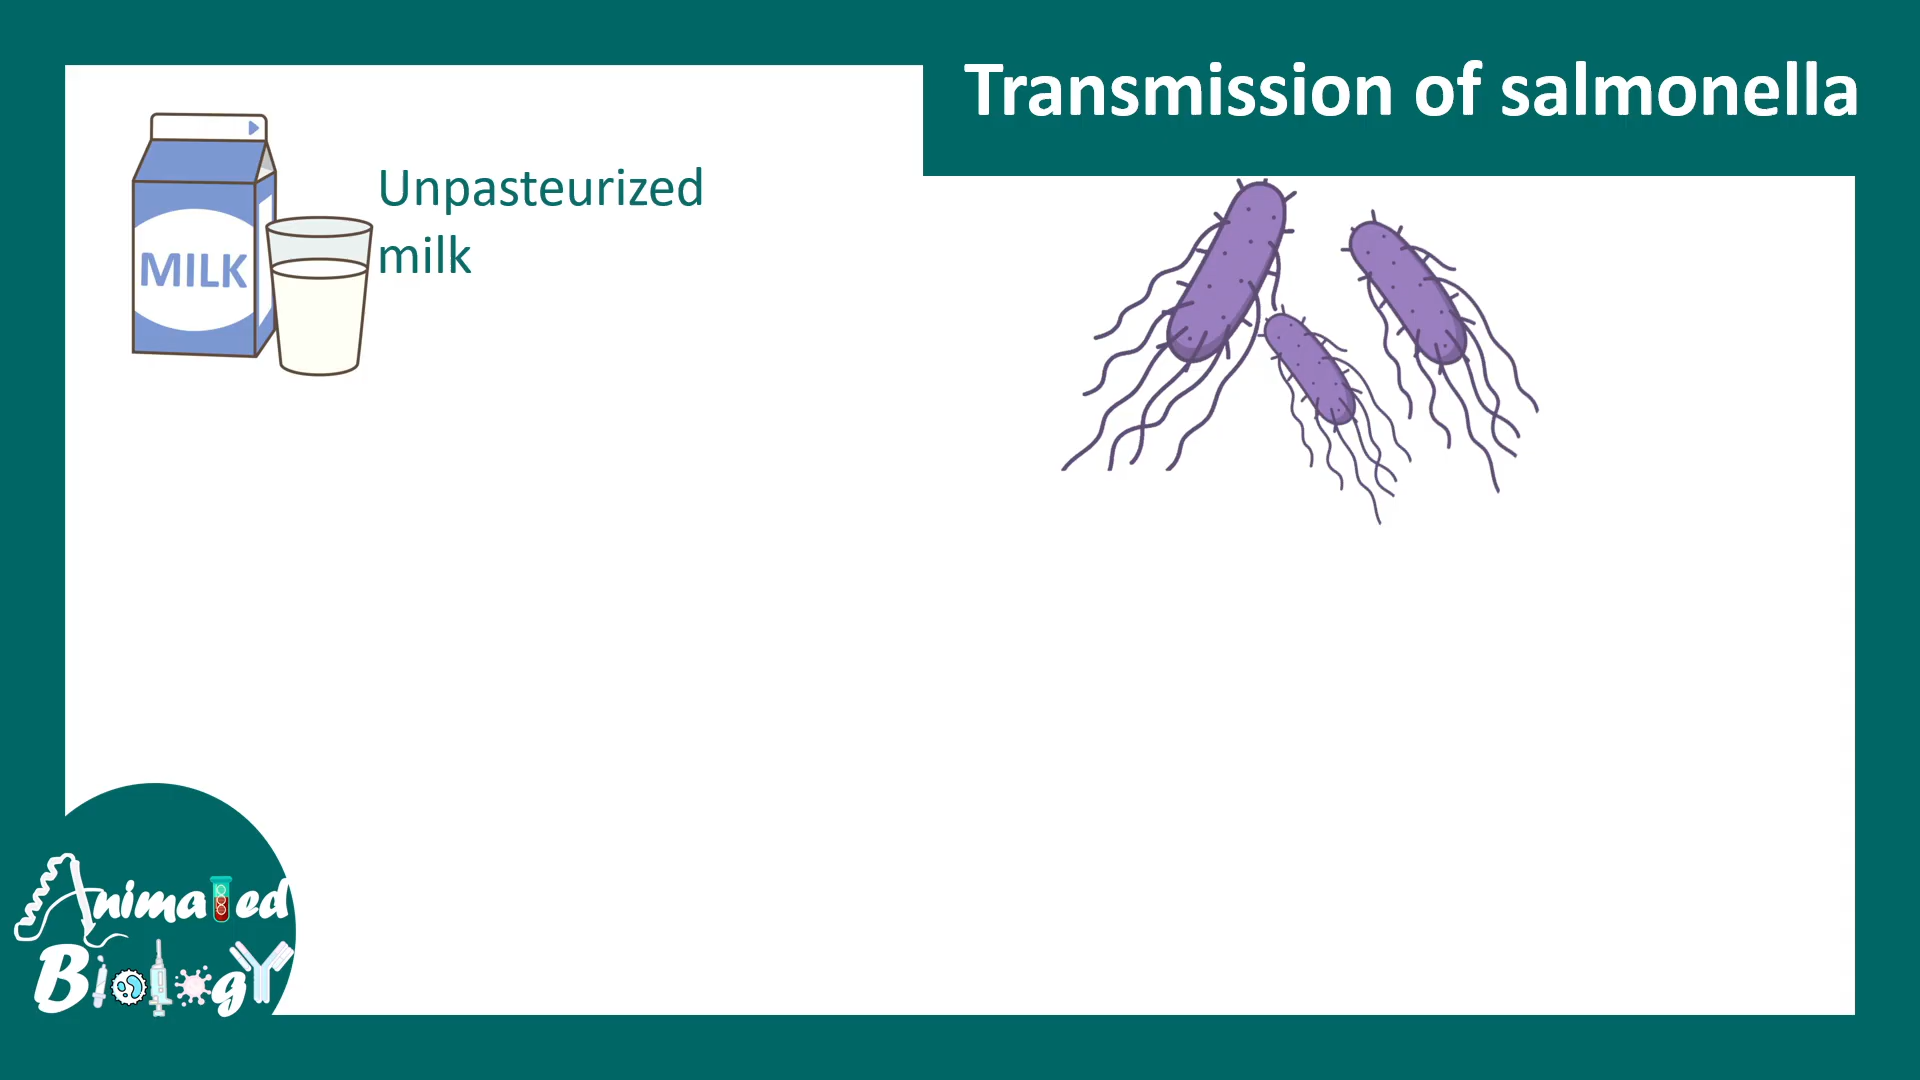 Transmission of salmonella
Unpasteurized
milk
MILK
Animated
Biology